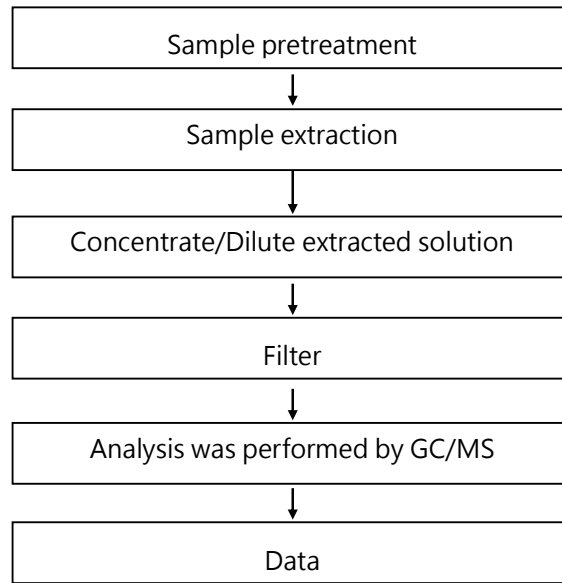 Sample pretreatment
Sample extraction
Concentrate/Dilute extracted solution
Filter
Analysis was performed by GC/MS
Data